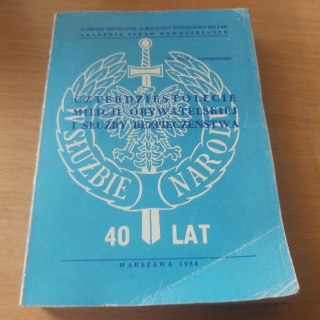 AKADEMIA SPRAW WEWNĘTRZNYCH
CZTERDZIESTOLECIE
MILICJI OBYWATELSKIEJ
I SŁUŻBY BEZPIECZEŃSTWA
W SŁUŻBIE NARODU
40 LAT
WARSZAWA 1984